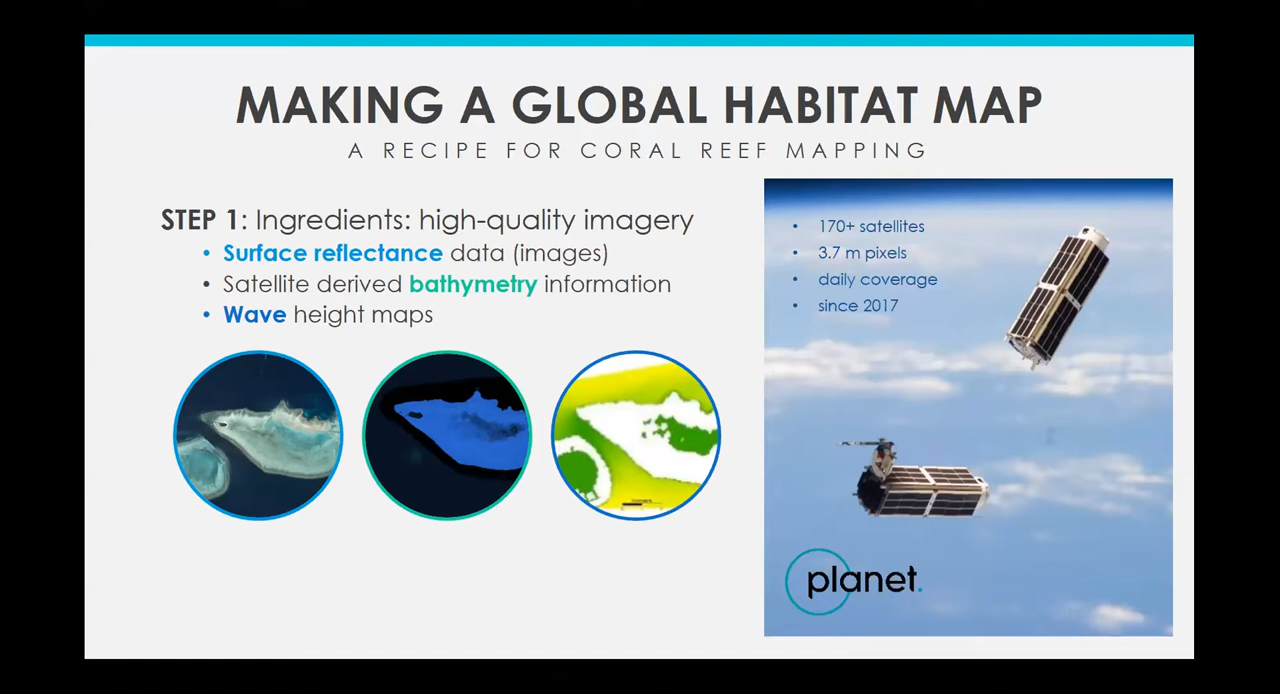 MAKING A GLOBAL HABITAT MAP
A RECIPE FOR CORAL REEF MAPPING
STEP 1: Ingredients: high-quality imagery
• Surface reflectance data (images)
• Satellite derived bathymetry information
• Wave height maps
• 170+ satellites
• 3.7 m pixels
• daily coverage
• since 2017
planet.